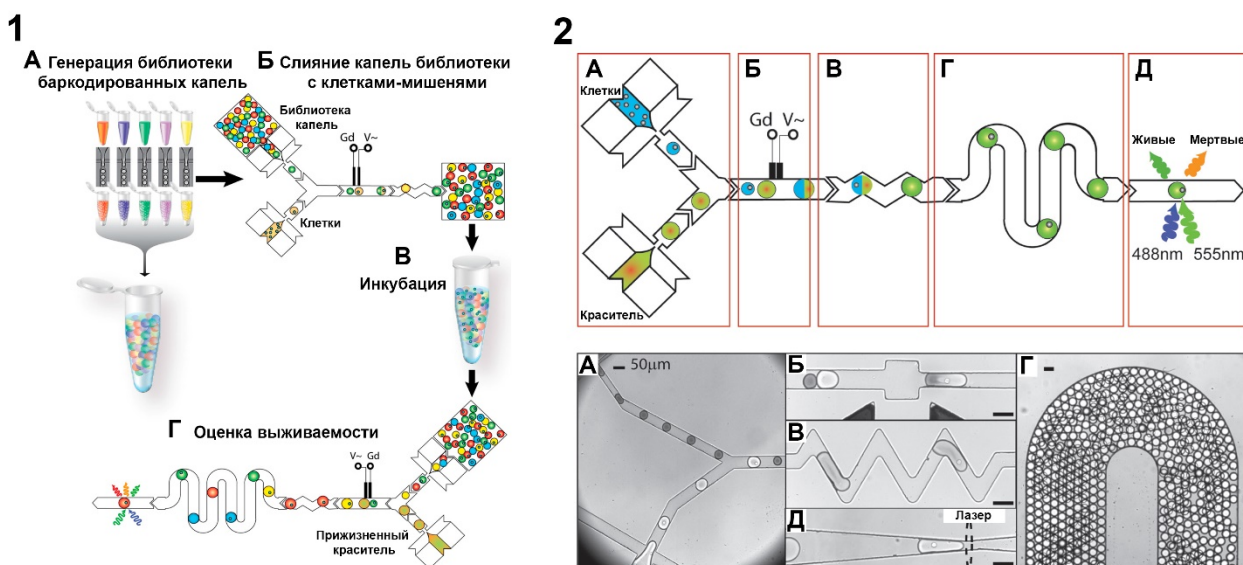 1
А Генерация библиотеки
баркодированных капель
Б Слияние капель библиотеки
с клетками-мишенями
Библиотека
капель
Gd V~
Клетки
В
Инкубация
Г Оценка выживаемости
V~ Gd
Прижизненный
краситель
2
А
Клетки
Краситель
Б
Gd V~
В
Г
Д
Живые
Мертвые
488nm 555nm
А
50µm
Б
В
Д
Лазер
Г